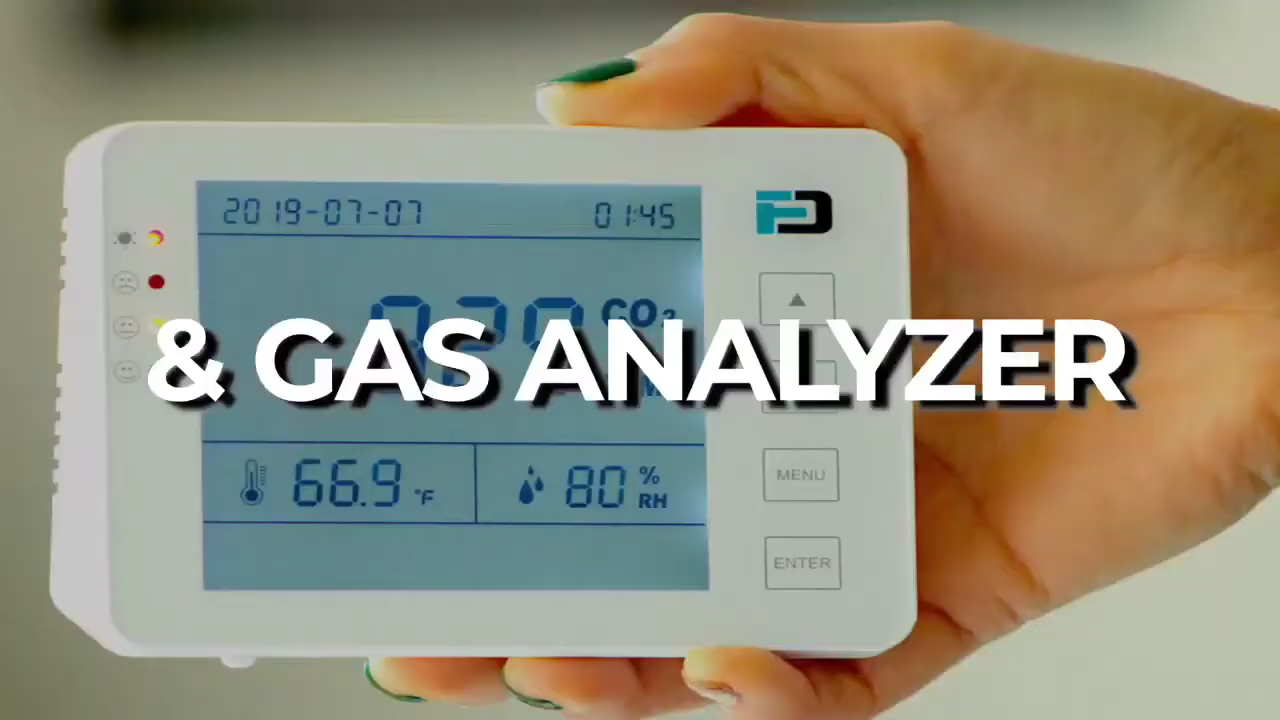 2019-07-07 01:45
CO₂
& GAS ANALYZER
66.9 °F 80 % RH
MENU
ENTER